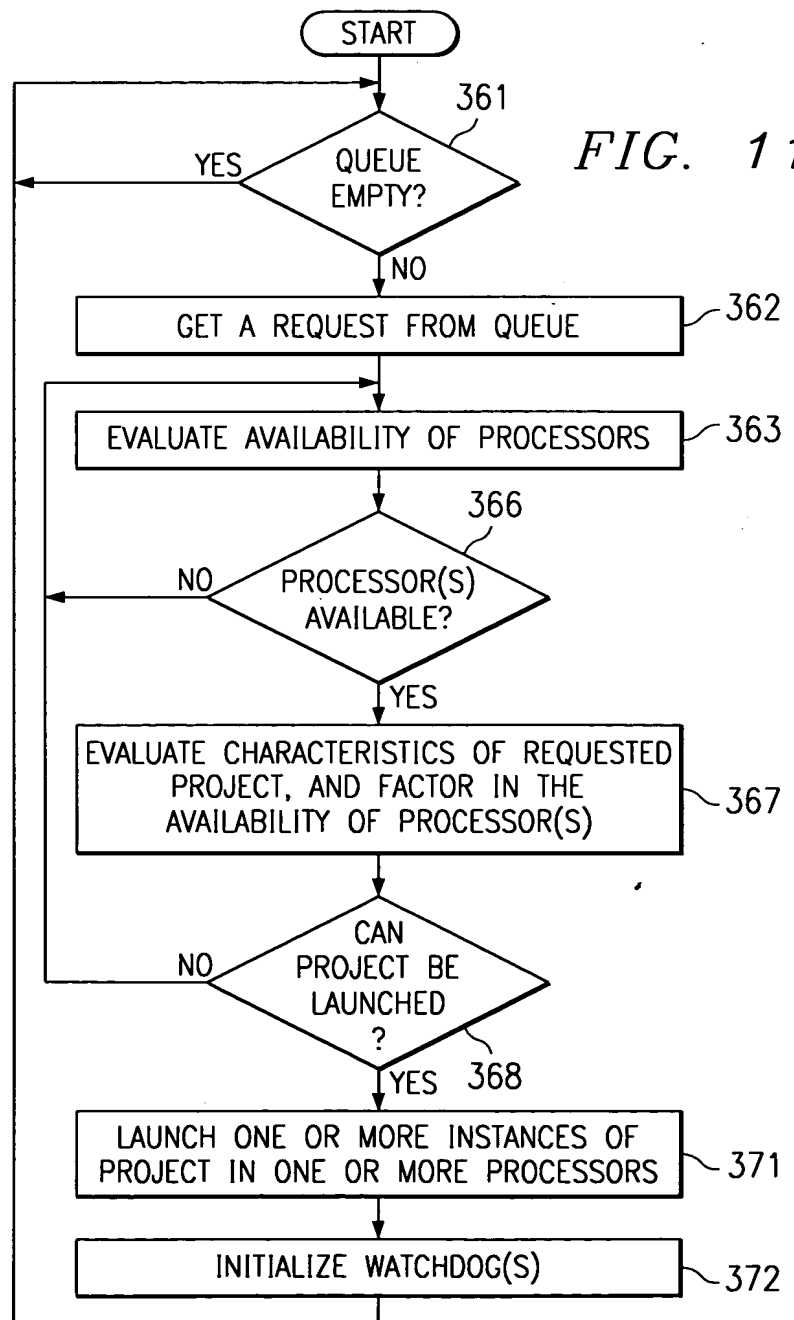 START
361
FIG. 11
YES
QUEUE
EMPTY?
NO
GET A REQUEST FROM QUEUE
362
EVALUATE AVAILABILITY OF PROCESSORS
363
366
NO
PROCESSOR(S)
AVAILABLE?
YES
EVALUATE CHARACTERISTICS OF REQUESTED
PROJECT, AND FACTOR IN THE
AVAILABILITY OF PROCESSOR(S)
367
NO
CAN
PROJECT BE
LAUNCHED
?
368
YES
LAUNCH ONE OR MORE INSTANCES OF
PROJECT IN ONE OR MORE PROCESSORS
371
INITIALIZE WATCHDOG(S)
372